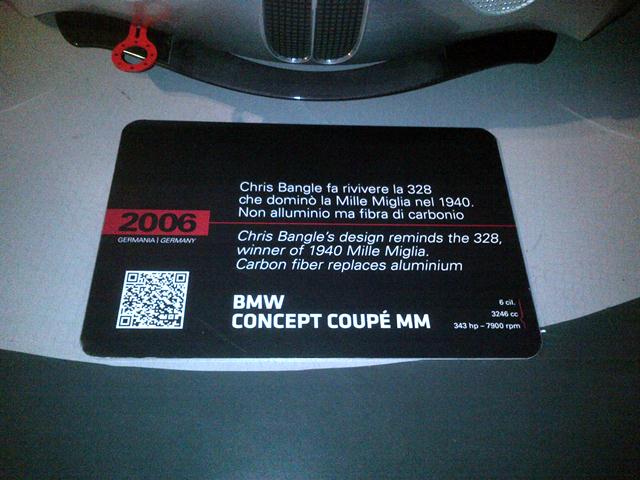 Chris Bangle fa rivivere la 328
che dominò la Mille Miglia nel 1940.
Non alluminio ma fibra di carbonio
2006
GERMANIA | GERMANY
Chris Bangle's design reminds the 328,
winner of 1940 Mille Miglia.
Carbon fiber replaces aluminium
BMW
CONCEPT COUPÉ MM
6 cil.
3246 cc
343 hp – 7900 rpm